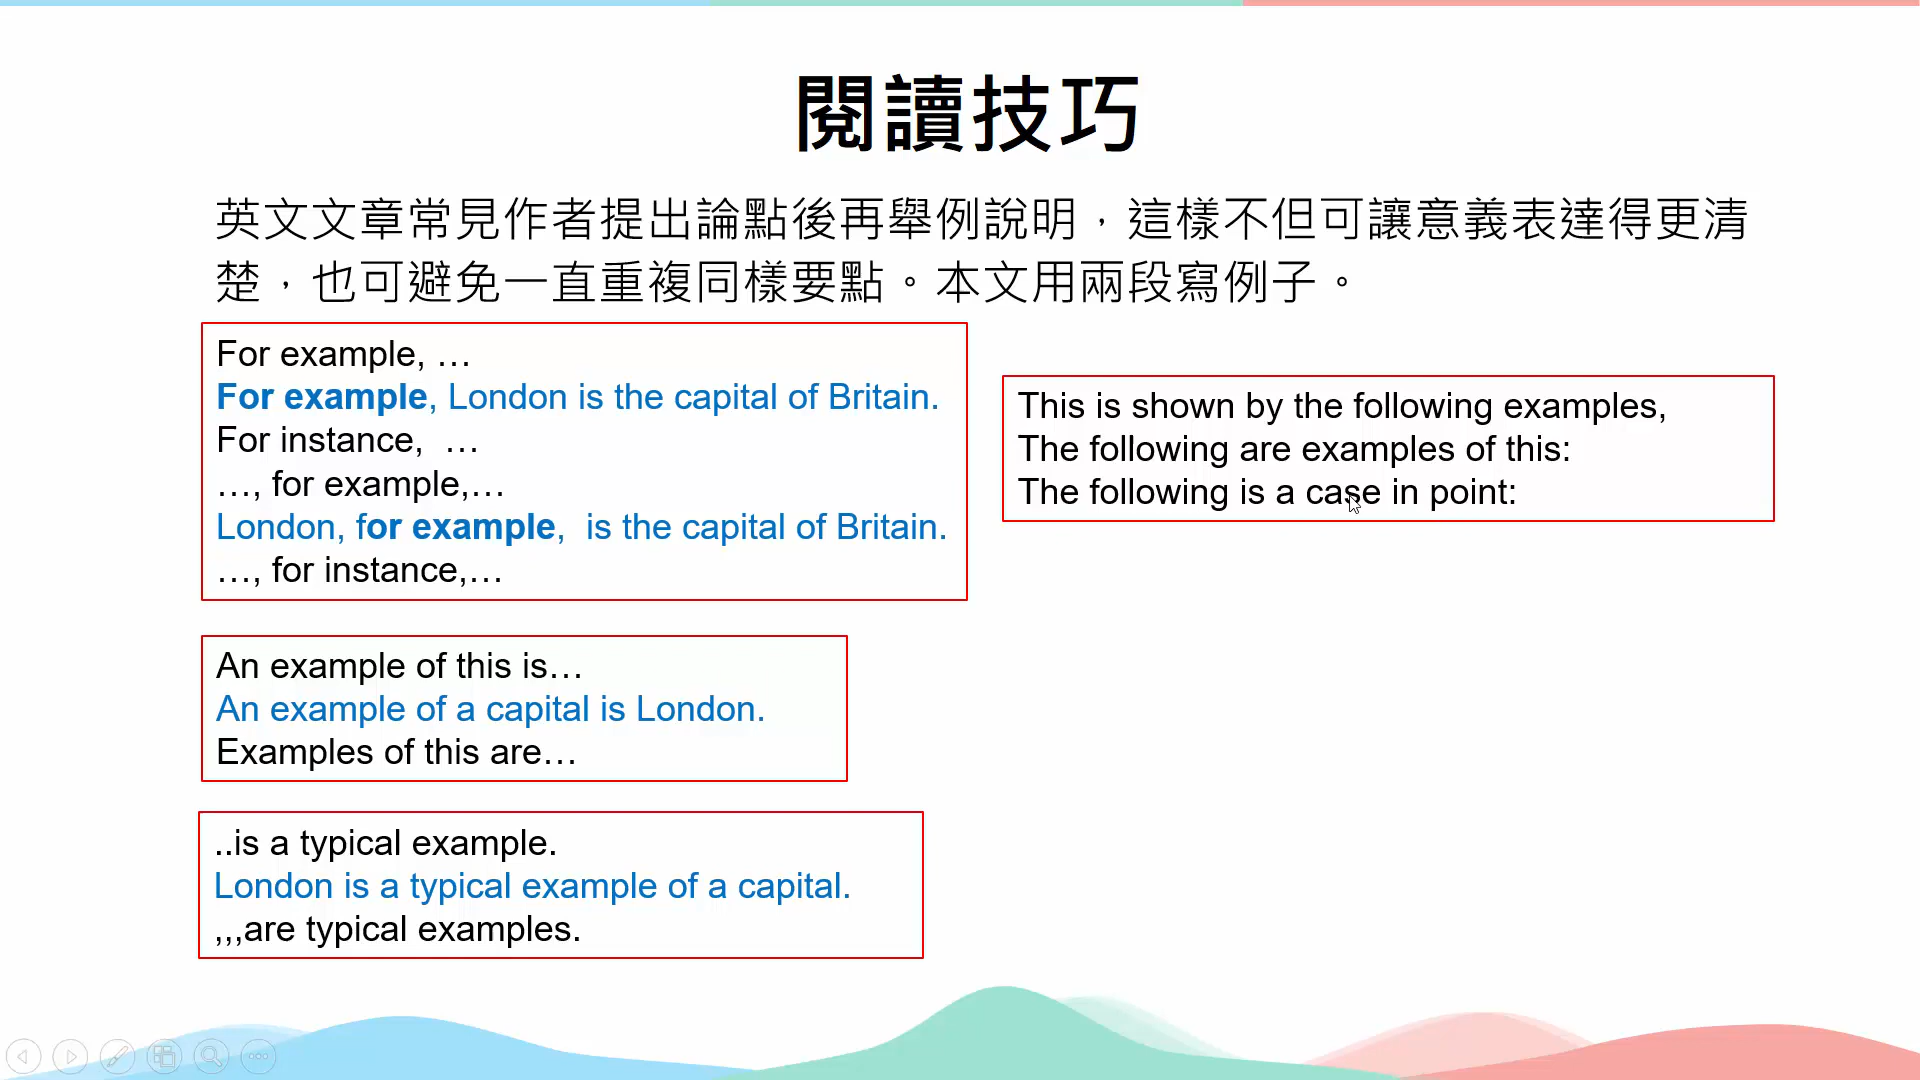 閱讀技巧
英文文章常見作者提出論點後再舉例說明，這樣不但可讓意義表達得更清
楚，也可避免一直重複同樣要點。本文用兩段寫例子。
For example, …
For example, London is the capital of Britain.
For instance,  …
…, for example,…
London, for example,  is the capital of Britain.
…, for instance,…
This is shown by the following examples,
The following are examples of this:
The following is a case in point:
An example of this is…
An example of a capital is London.
Examples of this are…
..is a typical example.
London is a typical example of a capital.
,,,are typical examples.